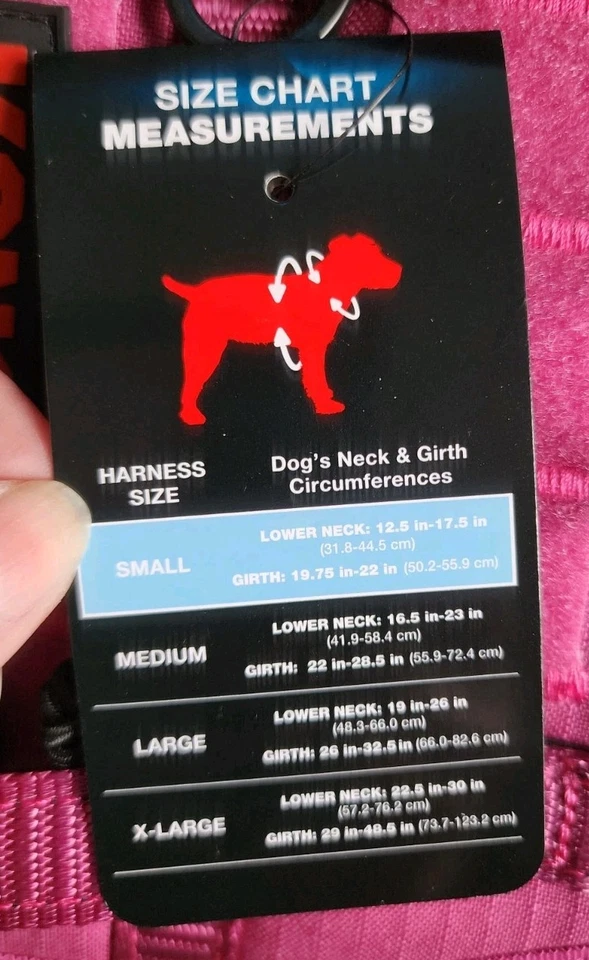 SIZE CHART
MEASUREMENTS
HARNESS
SIZE
Dog's Neck & Girth
Circumferences
SMALL
LOWER NECK: 12.5 in-17.5 in
(31.8-44.5 cm)
GIRTH: 19.75 in-22 in (50.2-55.9 cm)
MEDIUM
LOWER NECK: 16.5 in-23 in
(41.9-58.4 cm)
GIRTH: 22 in-28.5 in (55.9-72.4 cm)
LARGE
LOWER NECK: 19 in-26 in
(48.3-66.0 cm)
GIRTH: 26 in-32.5 in (66.0-82.6 cm)
X-LARGE
LOWER NECK: 22.5 in-30 in
(57.2-76.2 cm)
GIRTH: 29 in-48.5 in (73.7-123.2 cm)